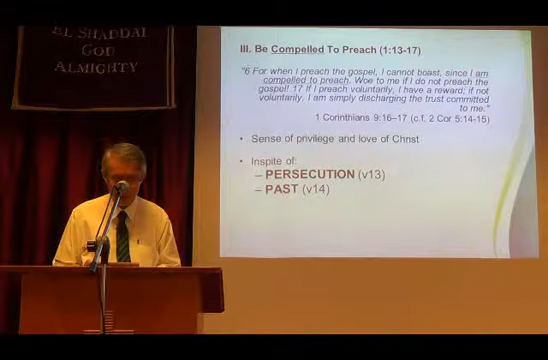 EL SHADDAI
GOD
ALMIGHTY
III. Be Compelled To Preach (1:13-17)
"6 For when I preach the gospel, I cannot boast, since I am
compelled to preach. Woe to me if I do not preach the
gospel! 17 If I preach voluntarily, I have a reward; if not
voluntarily, I am simply discharging the trust committed
to me."
1 Corinthians 9:16–17 (c.f. 2 Cor 5:14-15)
• Sense of privilege and love of Christ
• Inspite of:
– PERSECUTION (v13)
– PAST (v14)